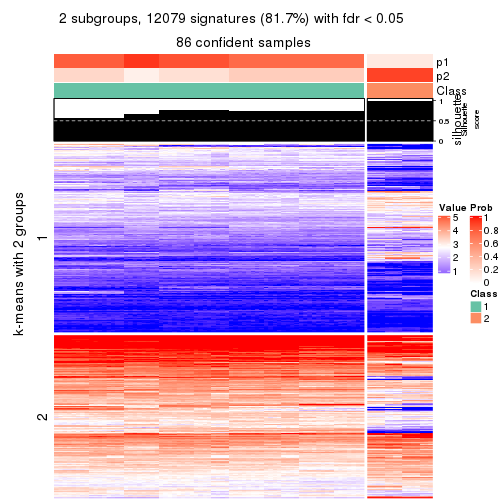 2 subgroups, 12079 signatures (81.7%) with fdr < 0.05
86 confident samples
p1
p2
Class
1
0.5
0
silhouette
Silhouette
score
k-means with 2 groups
1
2
Value
5
4
3
2
1
Prob
1
0.8
0.6
0.4
0.2
0
Class
1
2